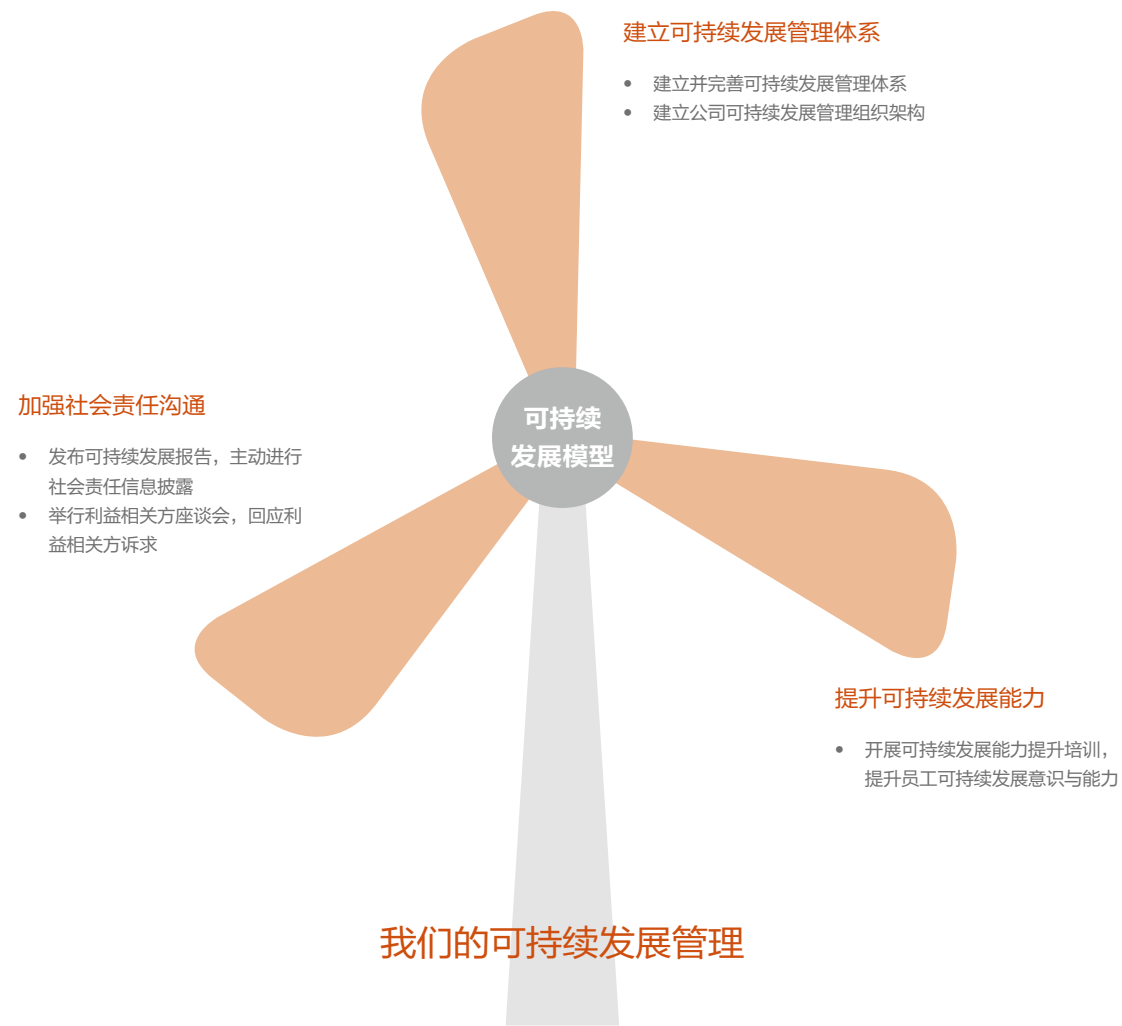 建立可持续发展管理体系
• 建立并完善可持续发展管理体系
• 建立公司可持续发展管理组织架构
加强社会责任沟通
• 发布可持续发展报告，主动进行
社会责任信息披露
• 举行利益相关方座谈会，回应利
益相关方诉求
可持续
发展模型
提升可持续发展能力
• 开展可持续发展能力提升培训，
提升员工可持续发展意识与能力
我们的可持续发展管理